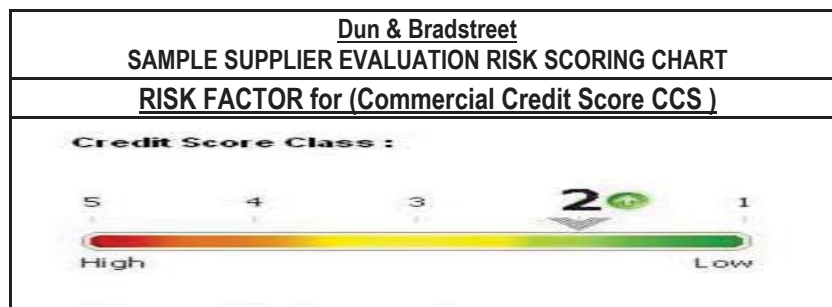 Dun & Bradstreet
SAMPLE SUPPLIER EVALUATION RISK SCORING CHART
RISK FACTOR for (Commercial Credit Score CCS )
Credit Score Class :
5 4 3 2 1
High Low